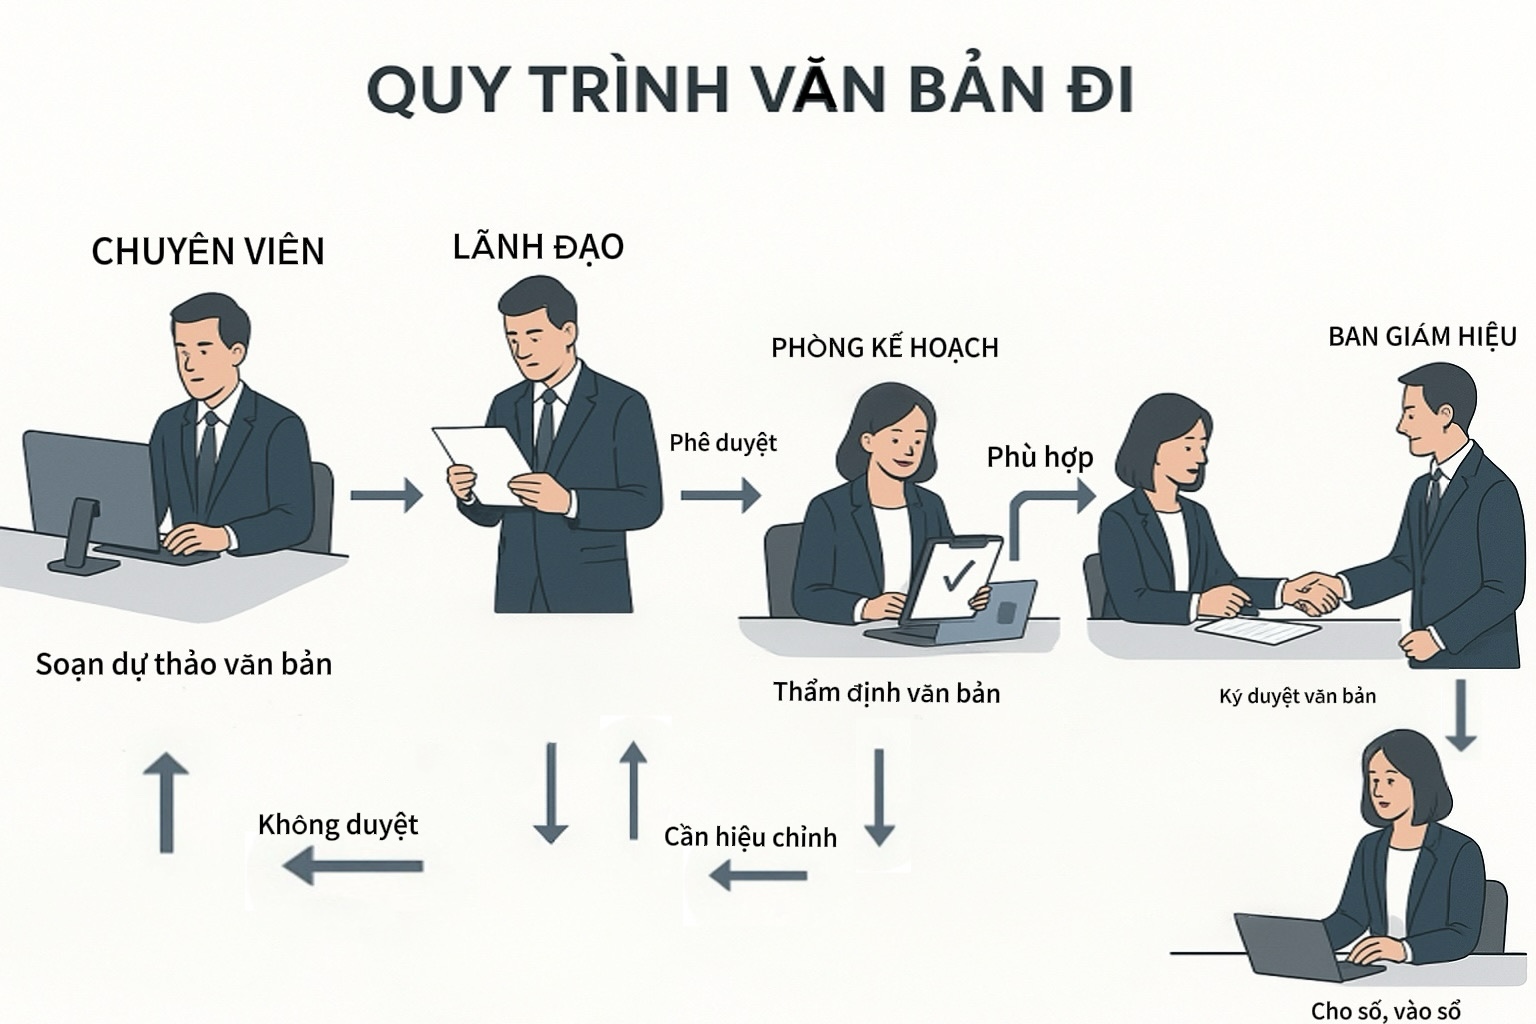 QUY TRÌNH VĂN BẢN ĐI
CHUYÊN VIÊN
LÃNH ĐẠO
PHÒNG KẾ HOẠCH
BAN GIÁM HIỆU
Phê duyệt
Phù hợp
Soạn dự thảo văn bản
Thẩm định văn bản
Ký duyệt văn bản
Không duyệt
Cần hiệu chỉnh
Cho số, vào sổ